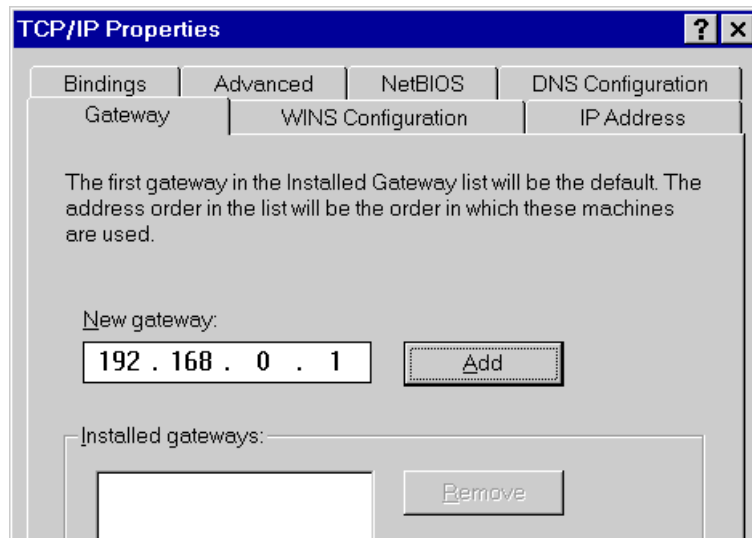 TCP/IP Properties
Bindings Advanced NetBIOS DNS Configuration
Gateway WINS Configuration IP Address
The first gateway in the Installed Gateway list will be the default. The
address order in the list will be the order in which these machines
are used.
New gateway:
192 . 168 . 0 . 1 Add
Installed gateways:
Remove